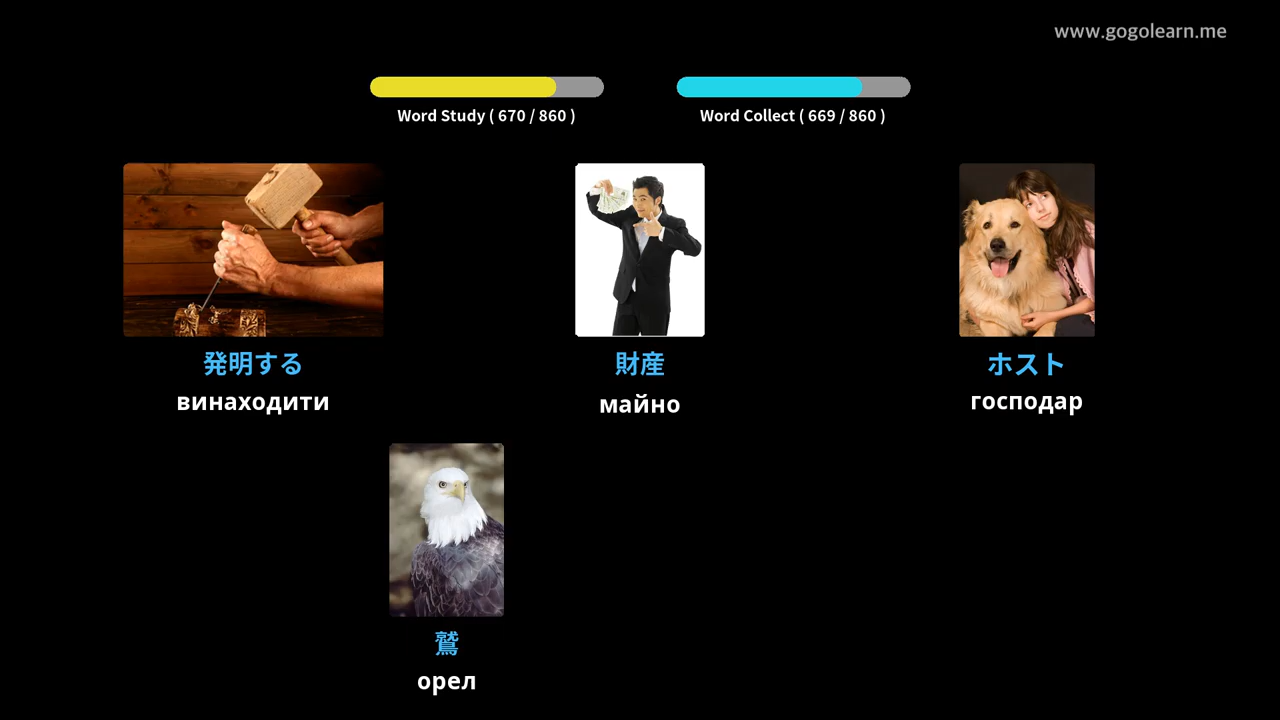 www.gogolearn.me
Word Study ( 670 / 860 )
Word Collect ( 669 / 860 )
発明する
винаходити
財産
майно
ホスト
господар
鷲
орел